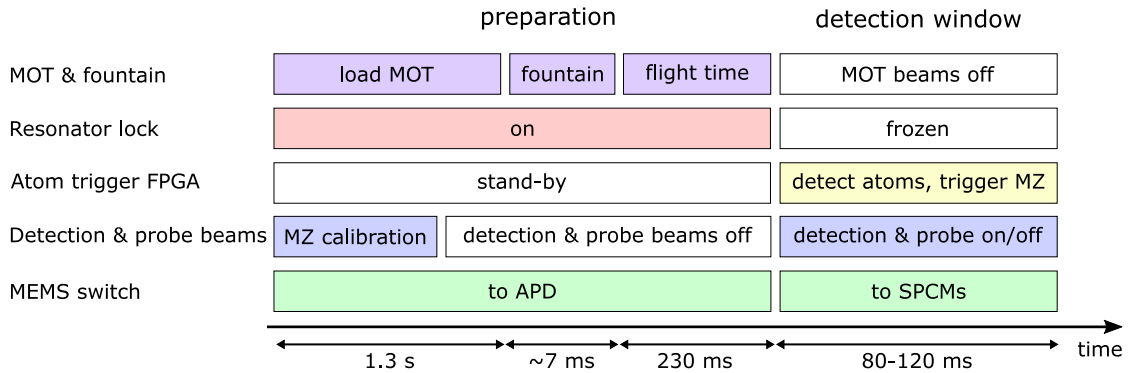 preparation detection window
MOT & fountain load MOT fountain flight time MOT beams off
Resonator lock on frozen
Atom trigger FPGA stand-by detect atoms, trigger MZ
Detection & probe beams MZ calibration detection & probe beams off detection & probe on/off
MEMS switch to APD to SPCMs
time
1.3 s ~7 ms 230 ms 80-120 ms